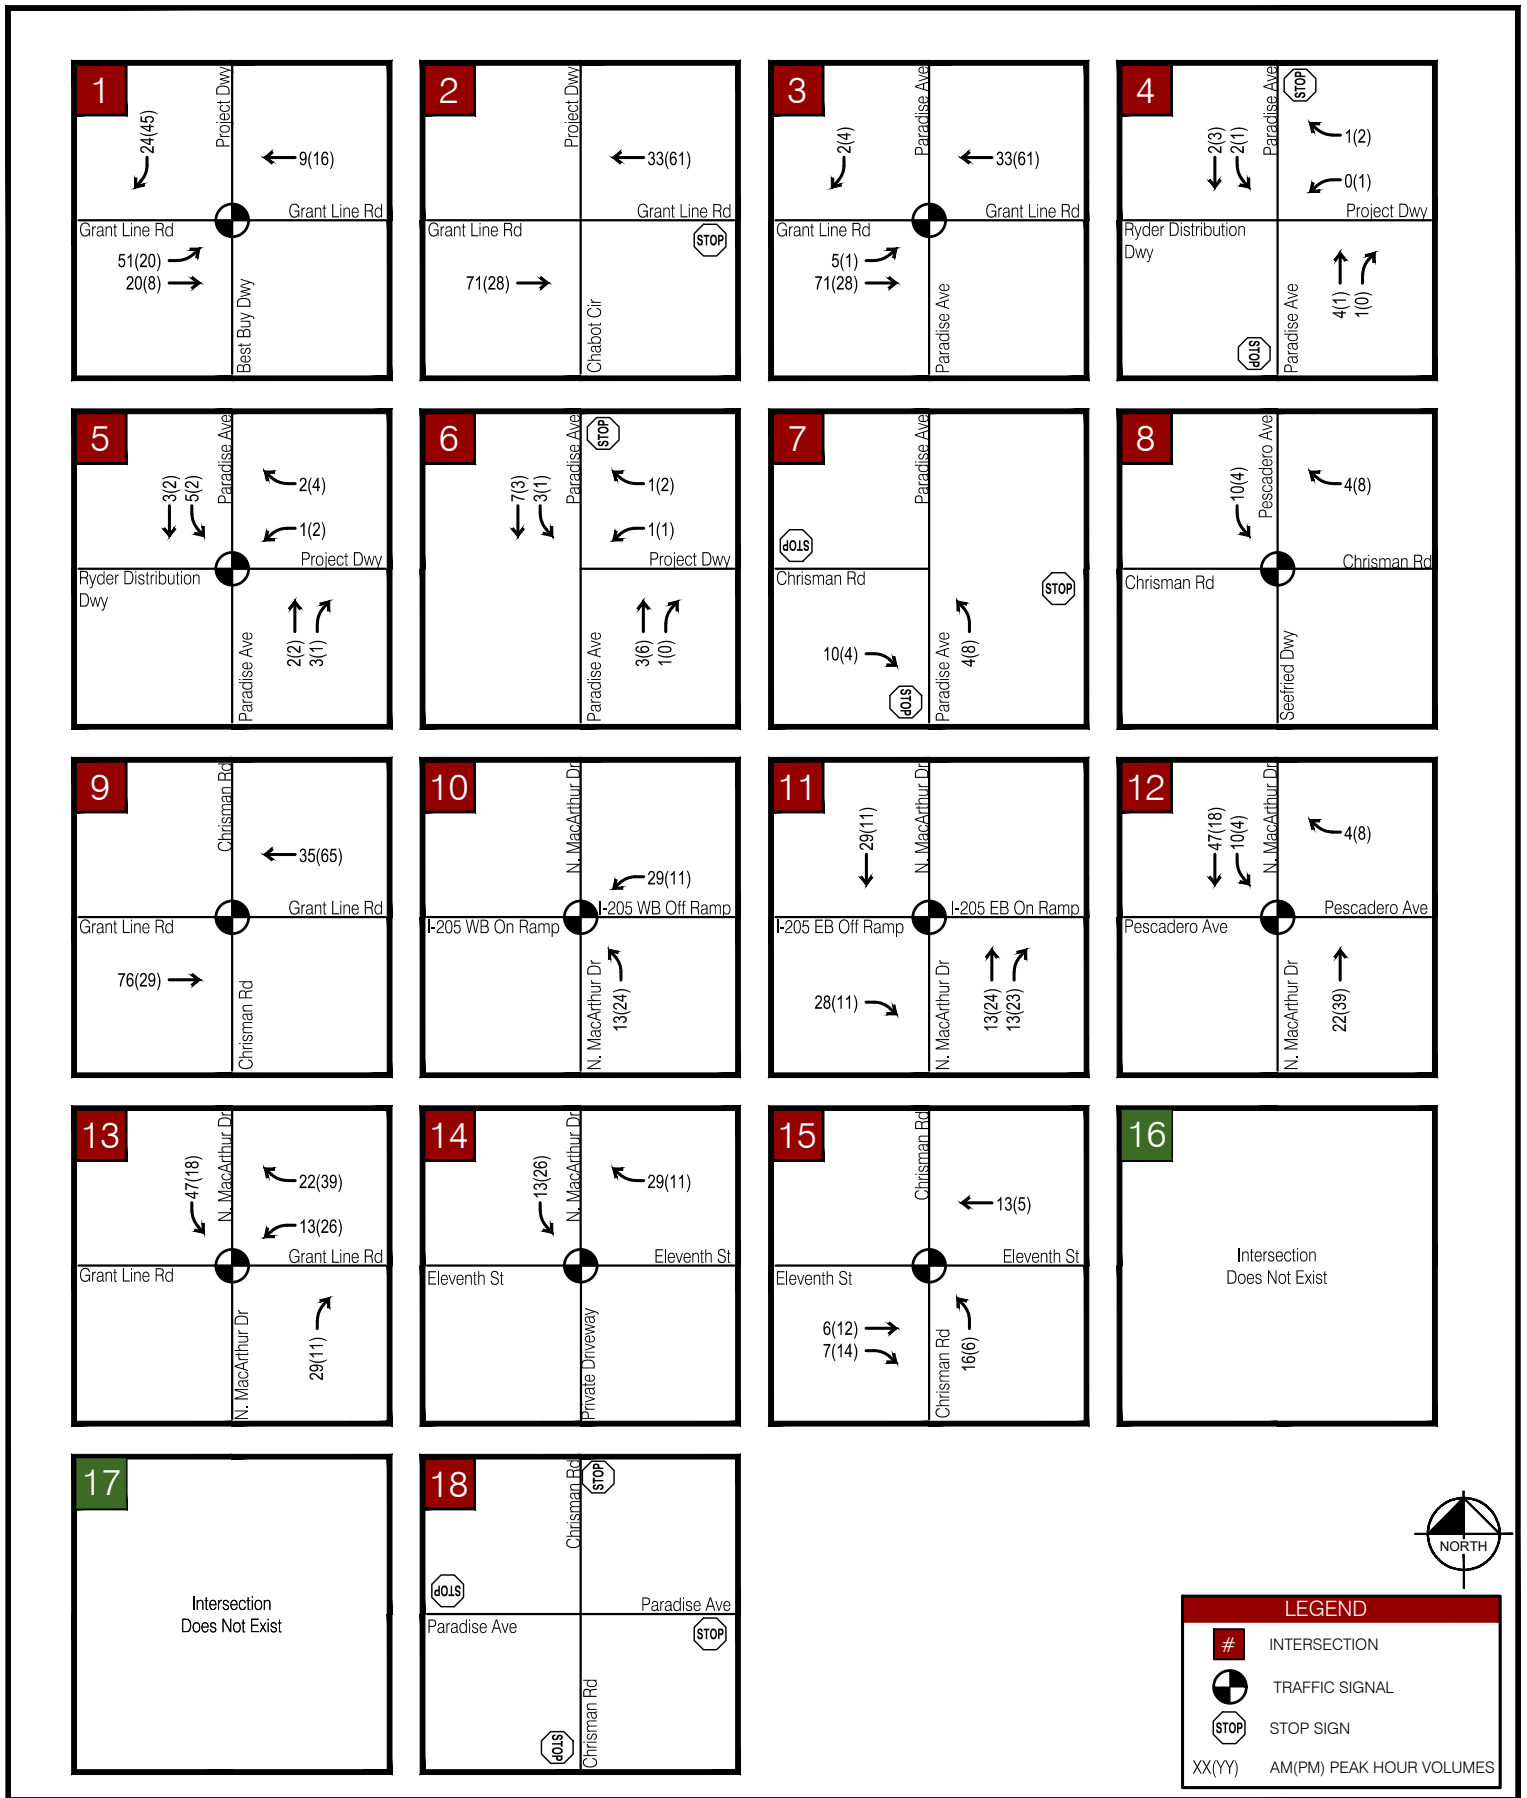 1
Project Dwy
24(45)
9(16)
Grant Line Rd
Grant Line Rd
51(20)
20(8)
Best Buy Dwy
2
Project Dwy
33(61)
Grant Line Rd
Grant Line Rd
STOP
71(28)
Chabot Cir
3
Paradise Ave
2(4)
33(61)
Grant Line Rd
Grant Line Rd
5(1)
71(28)
Paradise Ave
4
Paradise Ave
STOP
2(3)
2(1)
1(2)
0(1)
Project Dwy
Ryder Distribution
Dwy
4(1)
1(0)
Paradise Ave
STOP
5
Paradise Ave
3(2)
5(2)
2(4)
1(2)
Project Dwy
Ryder Distribution
Dwy
2(2)
3(1)
Paradise Ave
6
Paradise Ave
STOP
7(3)
3(1)
1(2)
1(1)
Project Dwy
3(6)
1(0)
Paradise Ave
7
Paradise Ave
STOP
Chrisman Rd
STOP
10(4)
4(8)
STOP
Paradise Ave
8
Pescadero Ave
10(4)
4(8)
Chrisman Rd
Chrisman Rd
Seefried Dwy
9
Chrisman Rd
35(65)
Grant Line Rd
Grant Line Rd
76(29)
Chrisman Rd
10
N. MacArthur Dr
29(11)
I-205 WB Off Ramp
I-205 WB On Ramp
13(24)
N. MacArthur Dr
11
N. MacArthur Dr
29(11)
I-205 EB On Ramp
I-205 EB Off Ramp
28(11)
13(24)
13(23)
N. MacArthur Dr
12
N. MacArthur Dr
47(18)
10(4)
4(8)
Pescadero Ave
Pescadero Ave
22(39)
N. MacArthur Dr
13
N. MacArthur Dr
47(18)
22(39)
13(26)
Grant Line Rd
Grant Line Rd
29(11)
N. MacArthur Dr
14
N. MacArthur Dr
13(26)
29(11)
Eleventh St
Eleventh St
Private Driveway
15
Chrisman Rd
13(5)
Eleventh St
Eleventh St
6(12)
7(14)
16(6)
Chrisman Rd
16
Intersection
Does Not Exist
17
Intersection
Does Not Exist
18
Chrisman Rd
STOP
STOP
Paradise Ave
Paradise Ave
STOP
Chrisman Rd
STOP
NORTH
LEGEND
# INTERSECTION
TRAFFIC SIGNAL
STOP STOP SIGN
XX(YY) AM(PM) PEAK HOUR VOLUMES